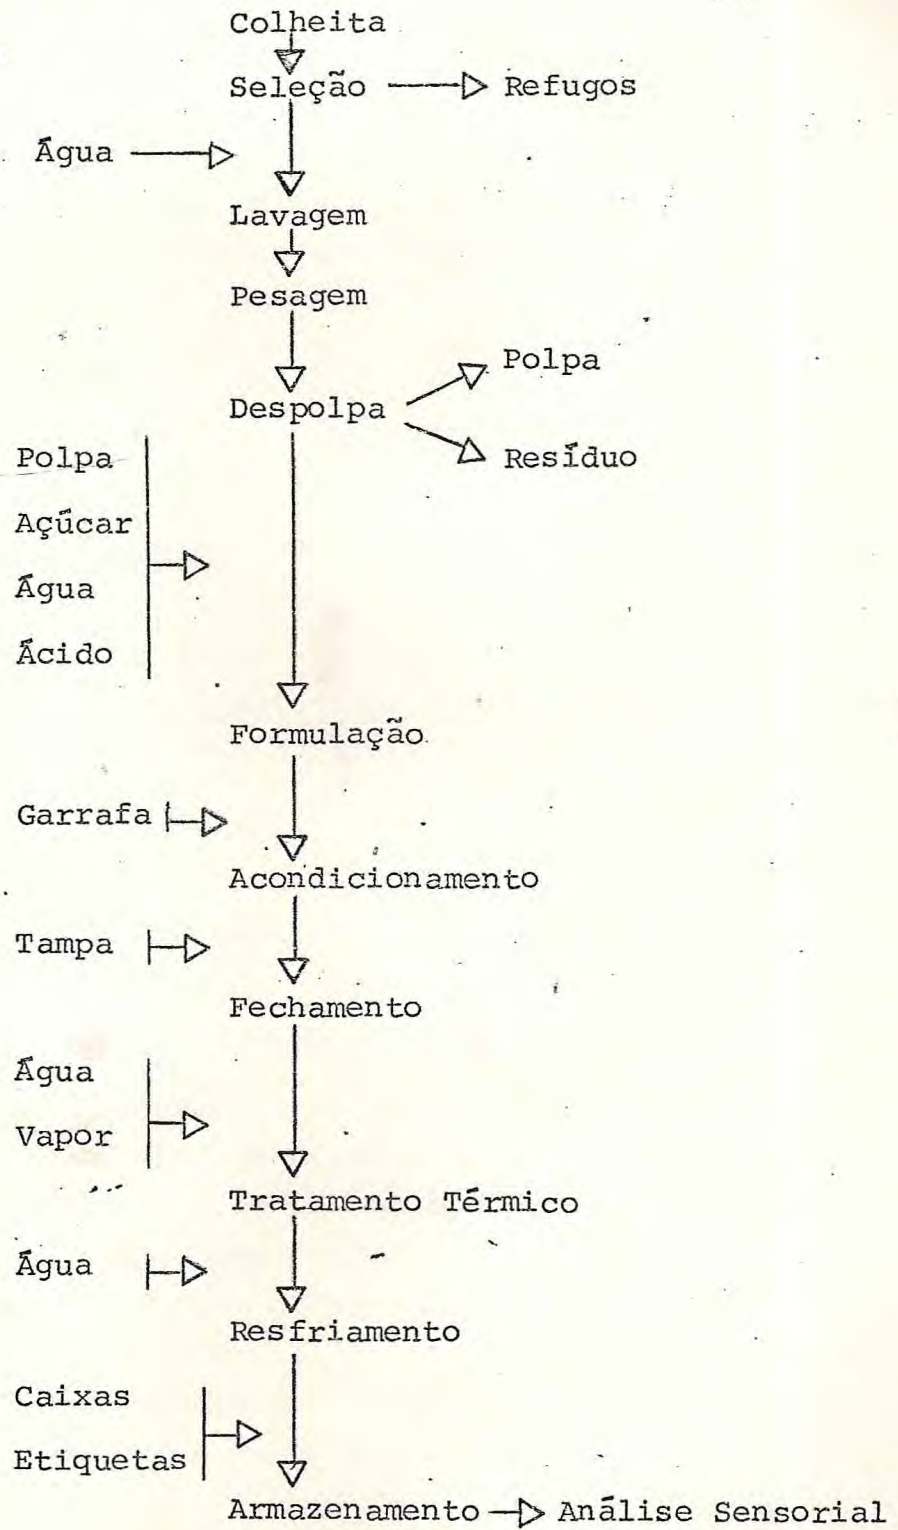 Colheita
Seleção Refugos
Água
Lavagem
Pesagem
Polpa
Despolpa
Resíduo
Polpa
Açúcar
Água
Ácido
Formulação
Garrafa
Acondicionamento
Tampa
Fechamento
Água
Vapor
Tratamento Térmico
Água
Resfriamento
Caixas
Etiquetas
Armazenamento Análise Sensorial